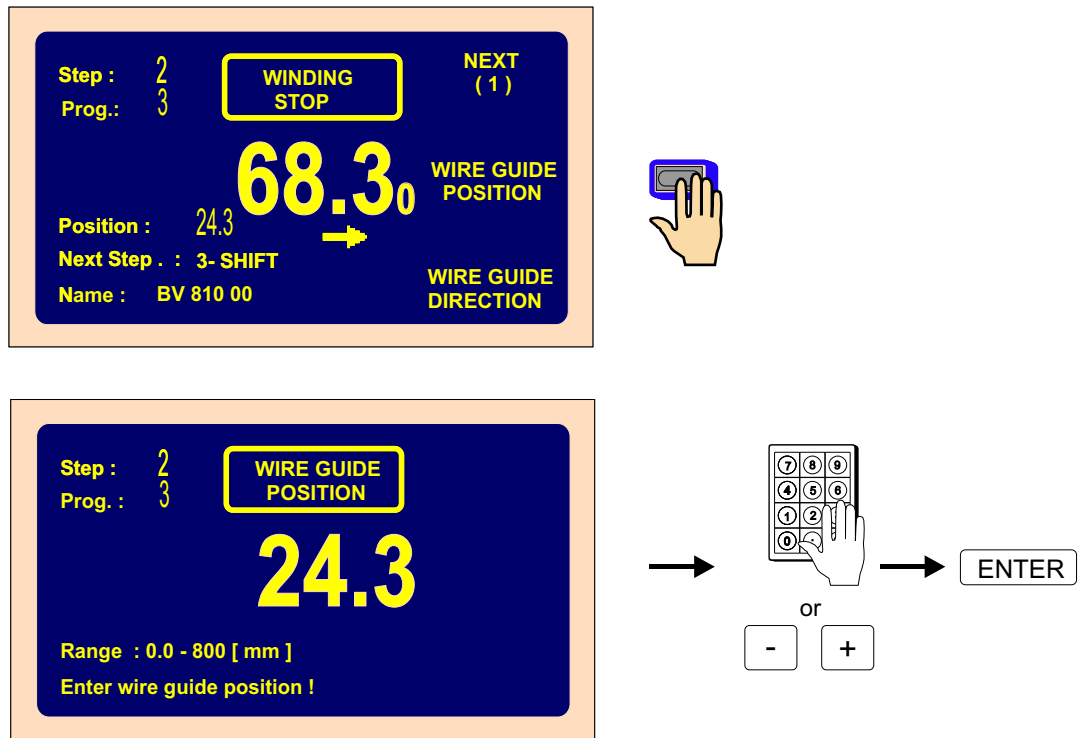 Step : 2
Prog.: 3
WINDING
STOP
NEXT
( 1 )
68.30
WIRE GUIDE
POSITION
Position : 24.3
Next Step . : 3- SHIFT
Name : BV 810 00
WIRE GUIDE
DIRECTION
Step : 2
Prog. : 3
WIRE GUIDE
POSITION
24.3
Range : 0.0 - 800 [ mm ]
Enter wire guide position !
7 8 9
4 5 6
1 2
0
ENTER
or
- +